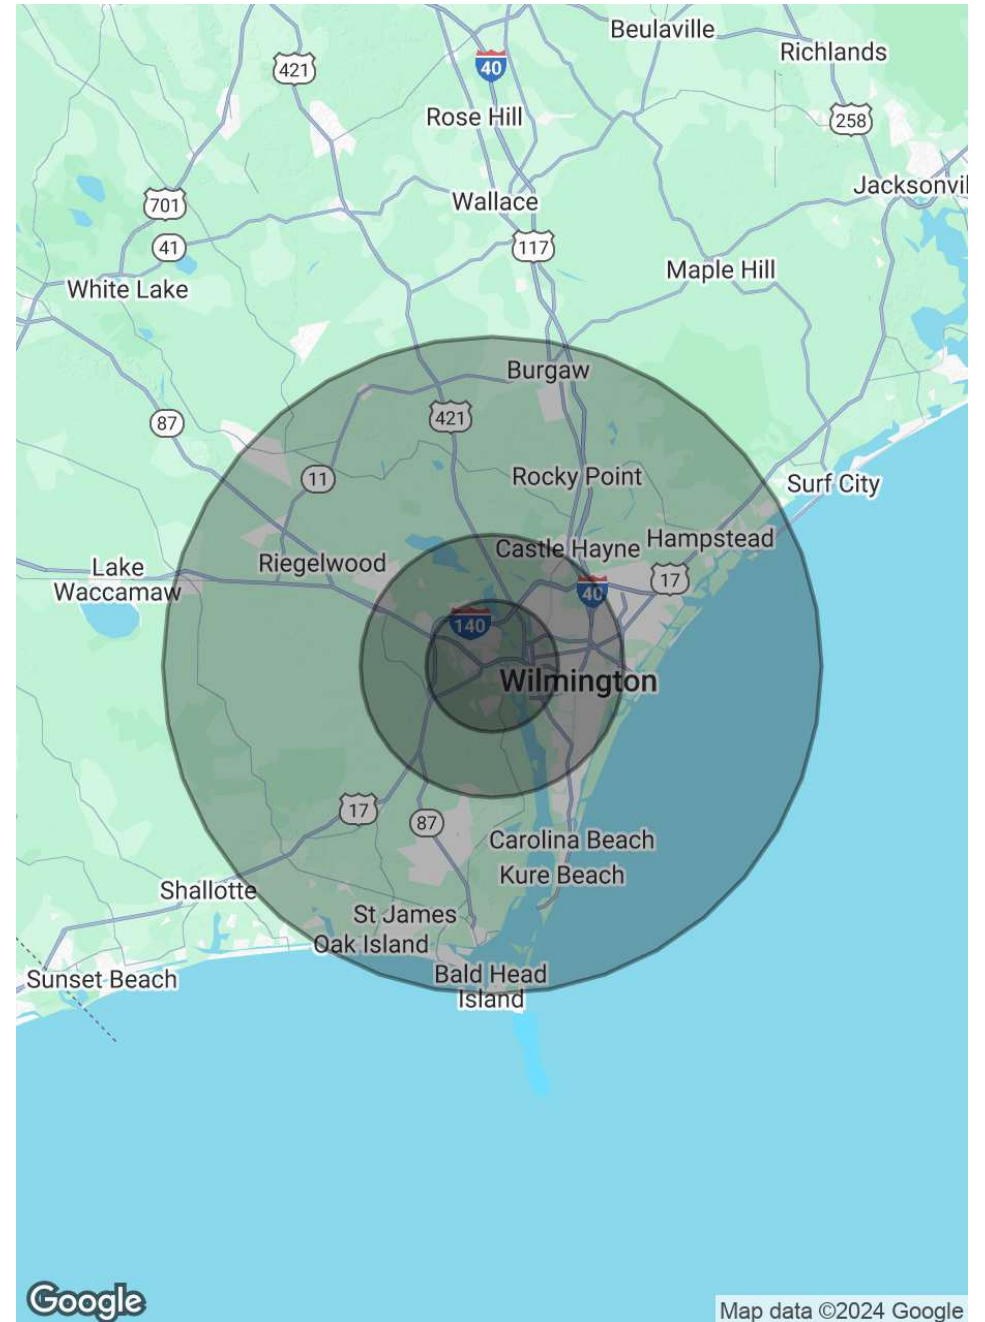 Beulaville
Richlands
421
40
Rose Hill
258
Jacksonvil
Wallace
701
41
117
Maple Hill
White Lake
Burgaw
421
87
11
Rocky Point
Surf City
Hampstead
Castle Hayne
Riegelwood
Lake
Waccamaw
17
40
140
Wilmington
17
87
Carolina Beach
Kure Beach
Shallotte
St James
Oak Island
Sunset Beach
Bald Head
Island
Google
Map data ©2024 Google